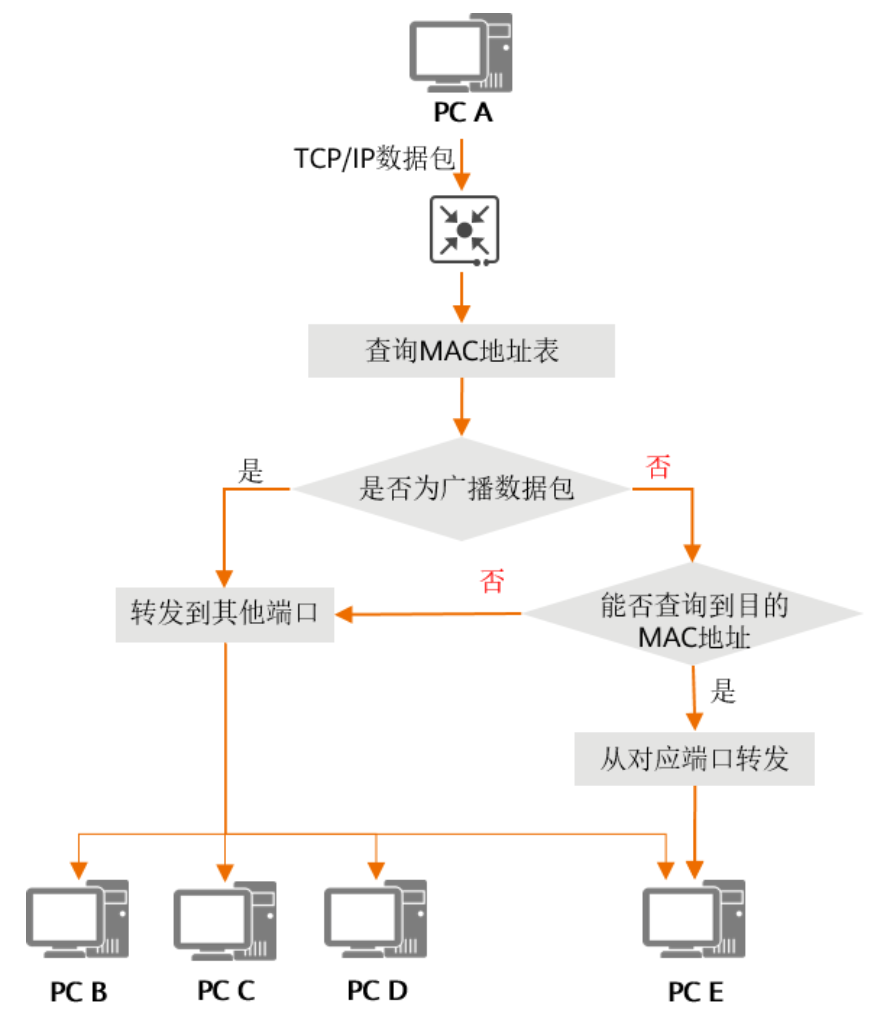 PC A
TCP/IP数据包
查询MAC地址表
是
是否为广播数据包
否
否
转发到其他端口
能否查询到目的
MAC地址
是
从对应端口转发
PC B
PC C
PC D
PC E